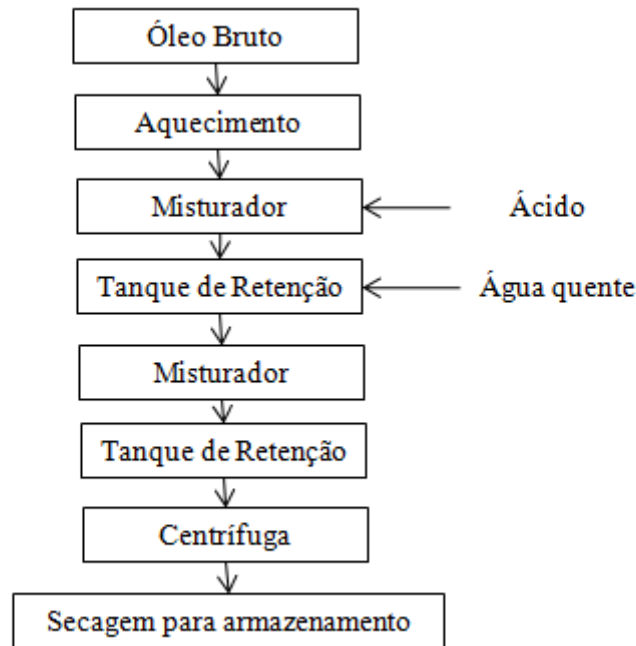 Óleo Bruto
Aquecimento
Misturador
Ácido
Tanque de Retenção
Água quente
Misturador
Tanque de Retenção
Centrífuga
Secagem para armazenamento